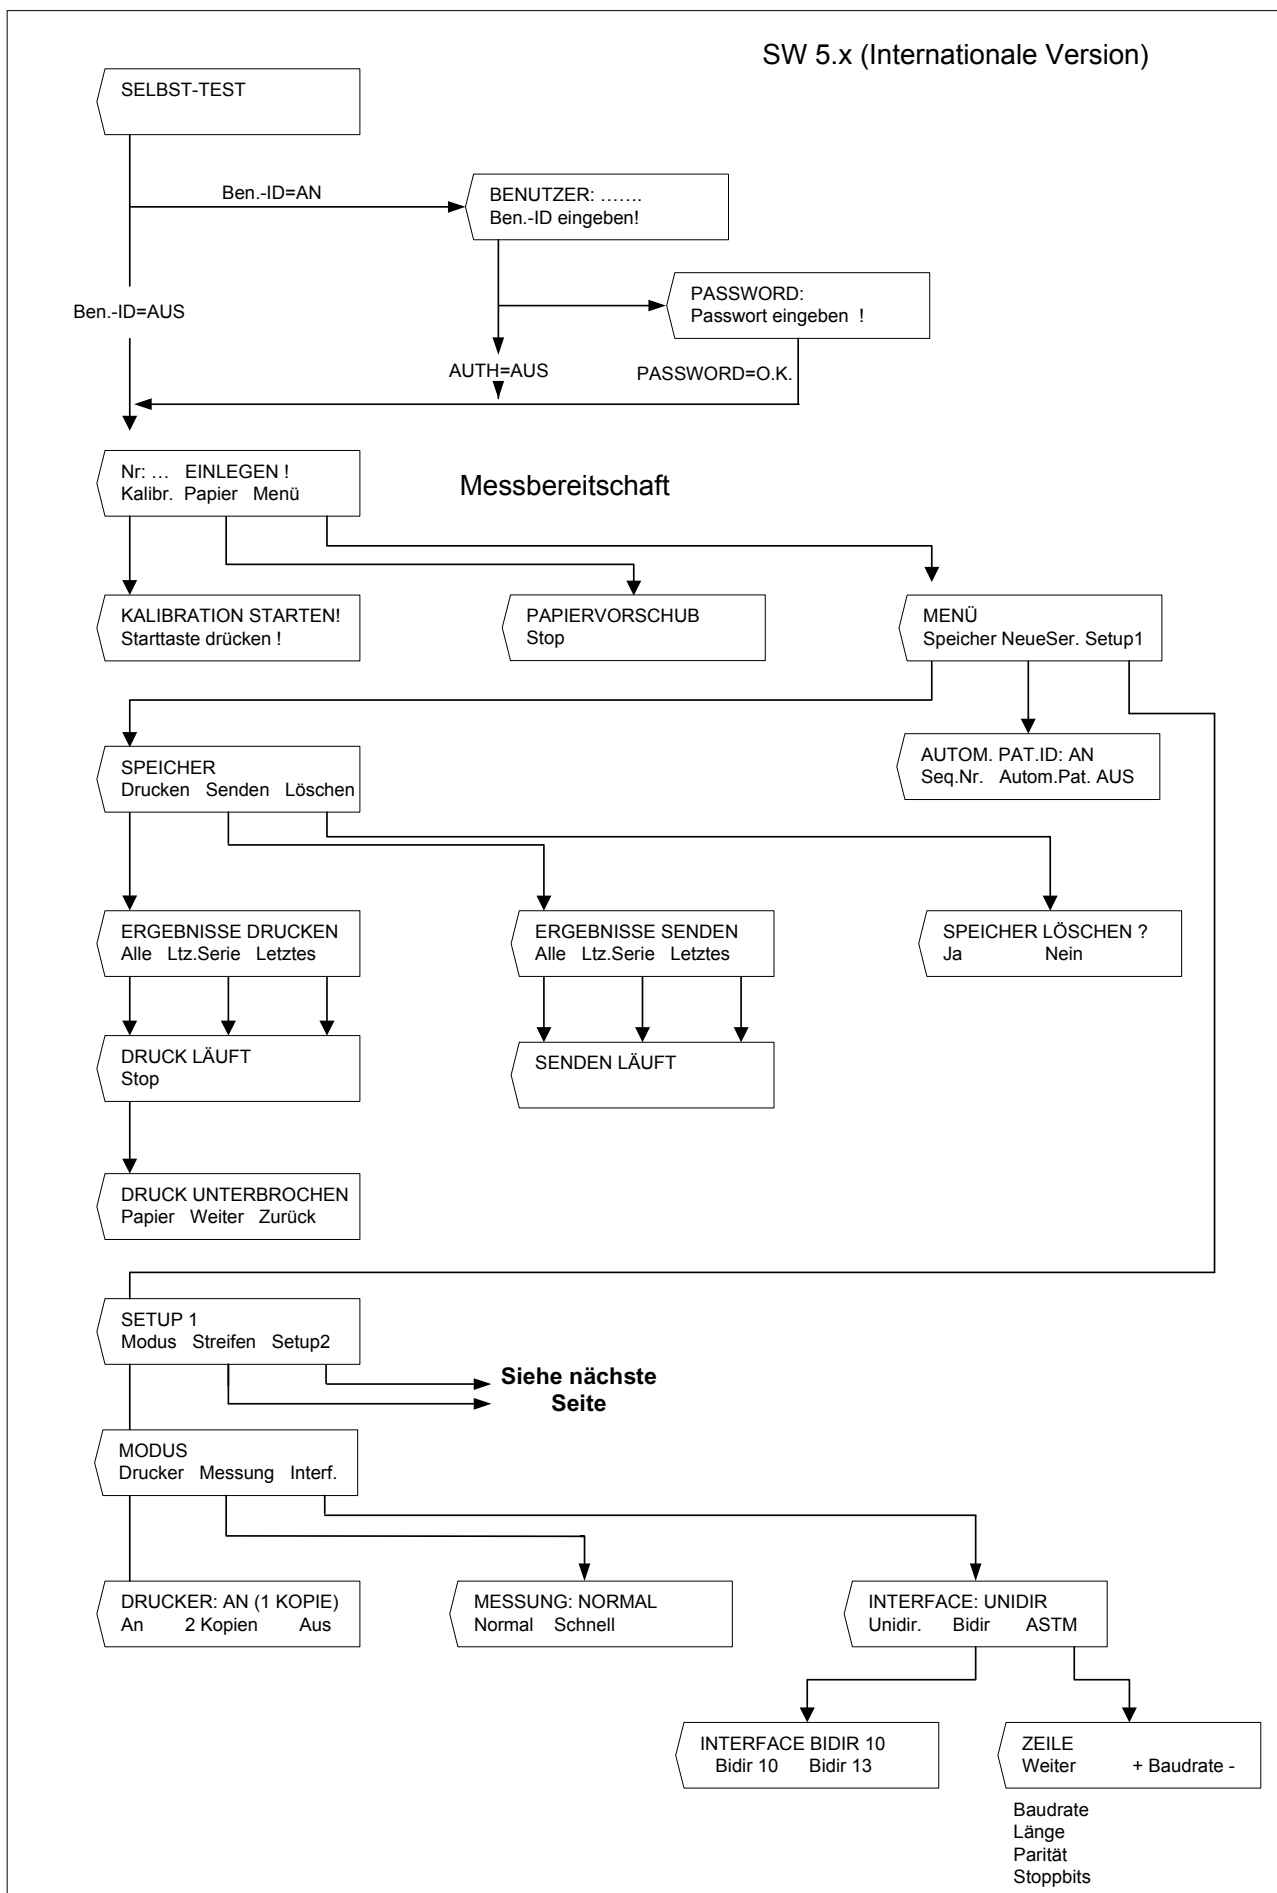 SW 5.x (Internationale Version)
SELBST-TEST
Ben.-ID=AN
BENUTZER: .......
Ben.-ID eingeben!
Ben.-ID=AUS
PASSWORD:
Passwort eingeben !
AUTH=AUS
PASSWORD=O.K.
Nr: ... EINLEGEN !
Kalibr. Papier Menü
Messbereitschaft
KALIBRATION STARTEN!
Starttaste drücken !
PAPIERVORSCHUB
Stop
MENÜ
Speicher NeueSer. Setup1
AUTOM. PAT.ID: AN
Seq.Nr. Autom.Pat. AUS
SPEICHER
Drucken Senden Löschen
ERGEBNISSE DRUCKEN
Alle Ltz.Serie Letztes
ERGEBNISSE SENDEN
Alle Ltz.Serie Letztes
SPEICHER LÖSCHEN ?
Ja Nein
DRUCK LÄUFT
Stop
SENDEN LÄUFT
DRUCK UNTERBROCHEN
Papier Weiter Zurück
SETUP 1
Modus Streifen Setup2
Siehe nächste
Seite
MODUS
Drucker Messung Interf.
DRUCKER: AN (1 KOPIE)
An 2 Kopien Aus
MESSUNG: NORMAL
Normal Schnell
INTERFACE: UNIDIR
Unidir. Bidir ASTM
INTERFACE BIDIR 10
Bidir 10 Bidir 13
ZEILE
Weiter + Baudrate -
Baudrate
Länge
Parität
Stoppbits